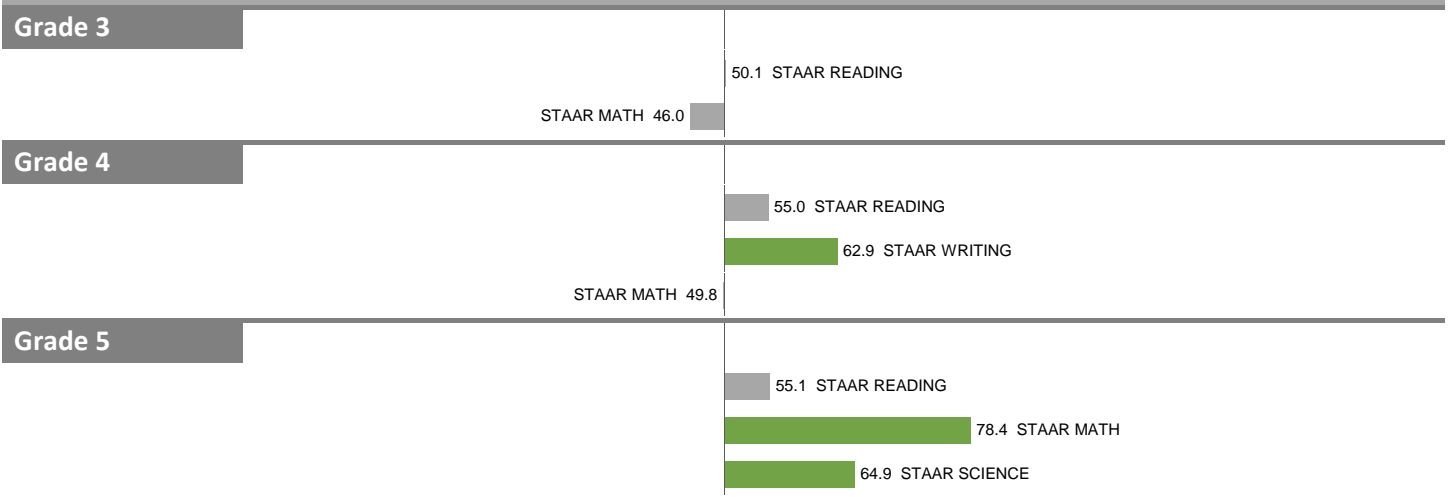 Grade 3
50.1 STAAR READING
STAAR MATH 46.0
Grade 4
55.0 STAAR READING
62.9 STAAR WRITING
STAAR MATH 49.8
Grade 5
55.1 STAAR READING
78.4 STAAR MATH
64.9 STAAR SCIENCE